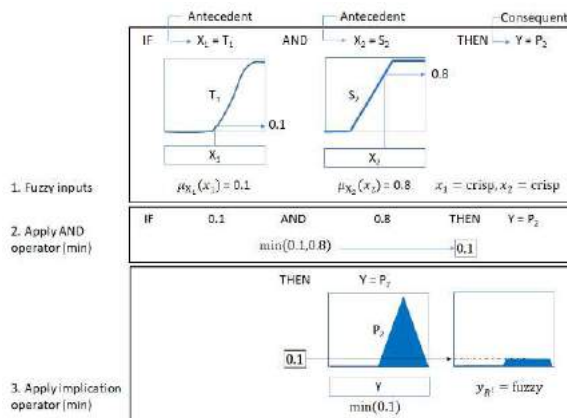 Antecedent
Antecedent
Consequent
IF X₁ = T₁ AND X₂ = S₂ THEN Y = P₂
T₁
0.1
S₂
0.8
X₁
X₂
1. Fuzzy inputs
μX₁(x₁) = 0.1 μX₂(x₂) = 0.8 x₁ = crisp, x₂ = crisp
2. Apply AND
operator (min)
IF 0.1 AND 0.8 THEN Y = P₂
min(0.1,0.8) 0.1
THEN Y = P₂
P₂
0.1
Y
min(0.1)
3. Apply implication
operator (min)